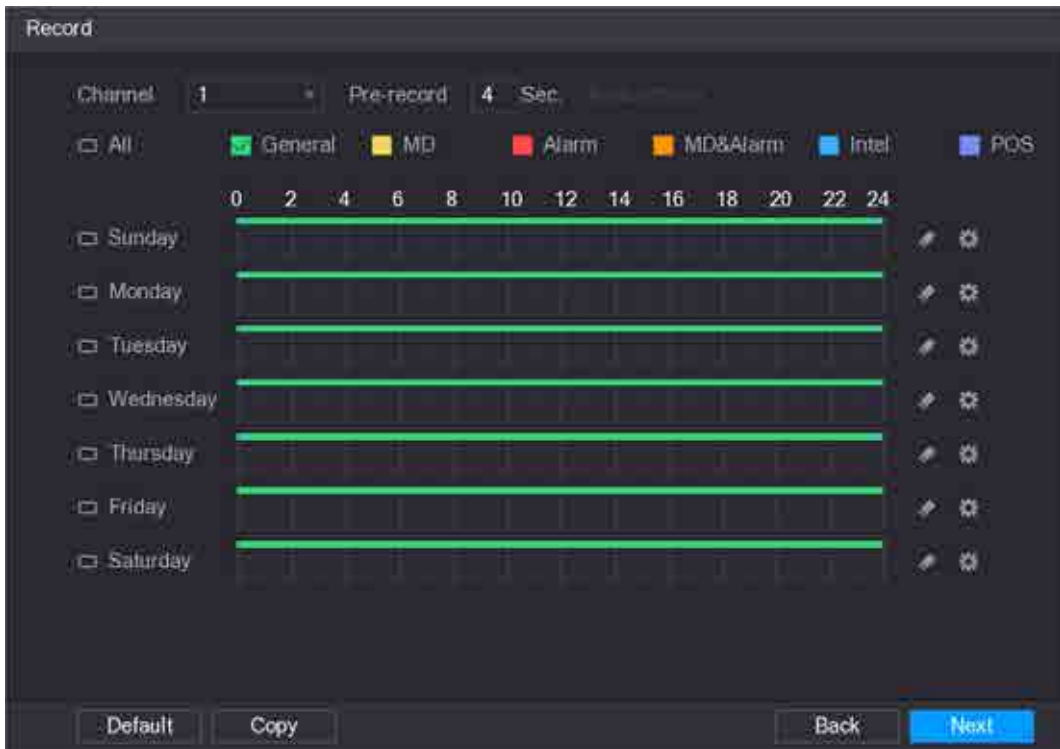 Record
Channel 1 Pre-record 4 Sec.
All General MD Alarm MD&Alarm Intel POS
0 2 4 6 8 10 12 14 16 18 20 22 24
Sunday
Monday
Tuesday
Wednesday
Thursday
Friday
Saturday
Default Copy Back Next